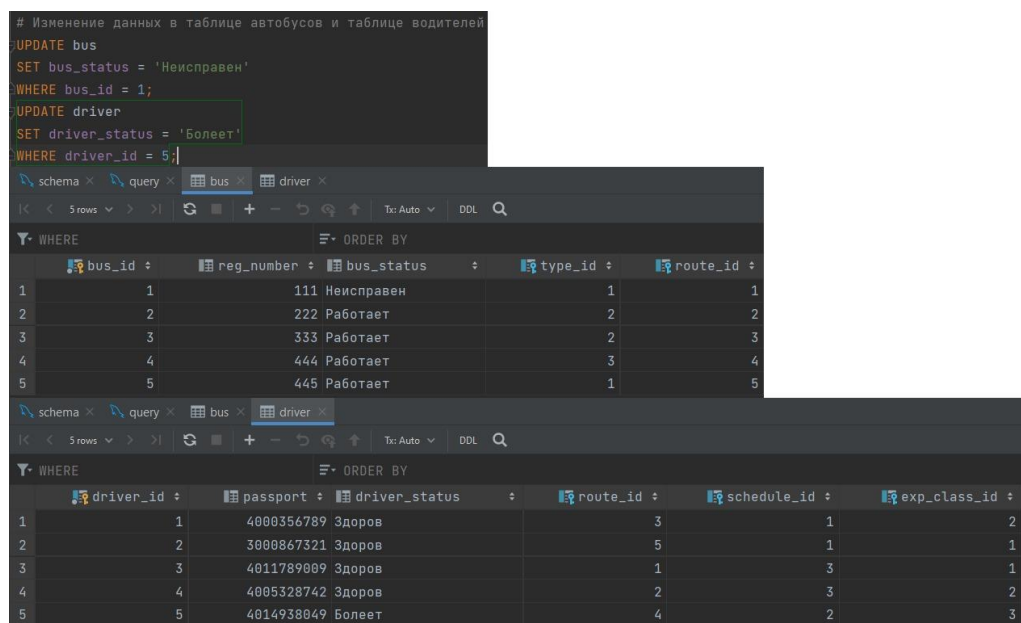 # Изменение данных в таблице автобусов и таблице водителей
UPDATE bus
SET bus_status = 'Неисправен'
WHERE bus_id = 1;
UPDATE driver
SET driver_status = 'Болеет'
WHERE driver_id = 5;
schema × query × bus × driver ×
5 rows Tx: Auto DDL
WHERE ORDER BY
bus_id reg_number bus_status type_id route_id
1 1 111 Неисправен 1 1
2 2 222 Работает 2 2
3 3 333 Работает 2 3
4 4 444 Работает 3 4
5 5 445 Работает 1 5
schema × query × bus × driver ×
5 rows Tx: Auto DDL
WHERE ORDER BY
driver_id passport driver_status route_id schedule_id exp_class_id
1 1 4000356789 Здоров 3 1 2
2 2 3000867321 Здоров 5 1 1
3 3 4011789009 Здоров 1 3 1
4 4 4005328742 Здоров 2 3 2
5 5 4014938049 Болеет 4 2 3